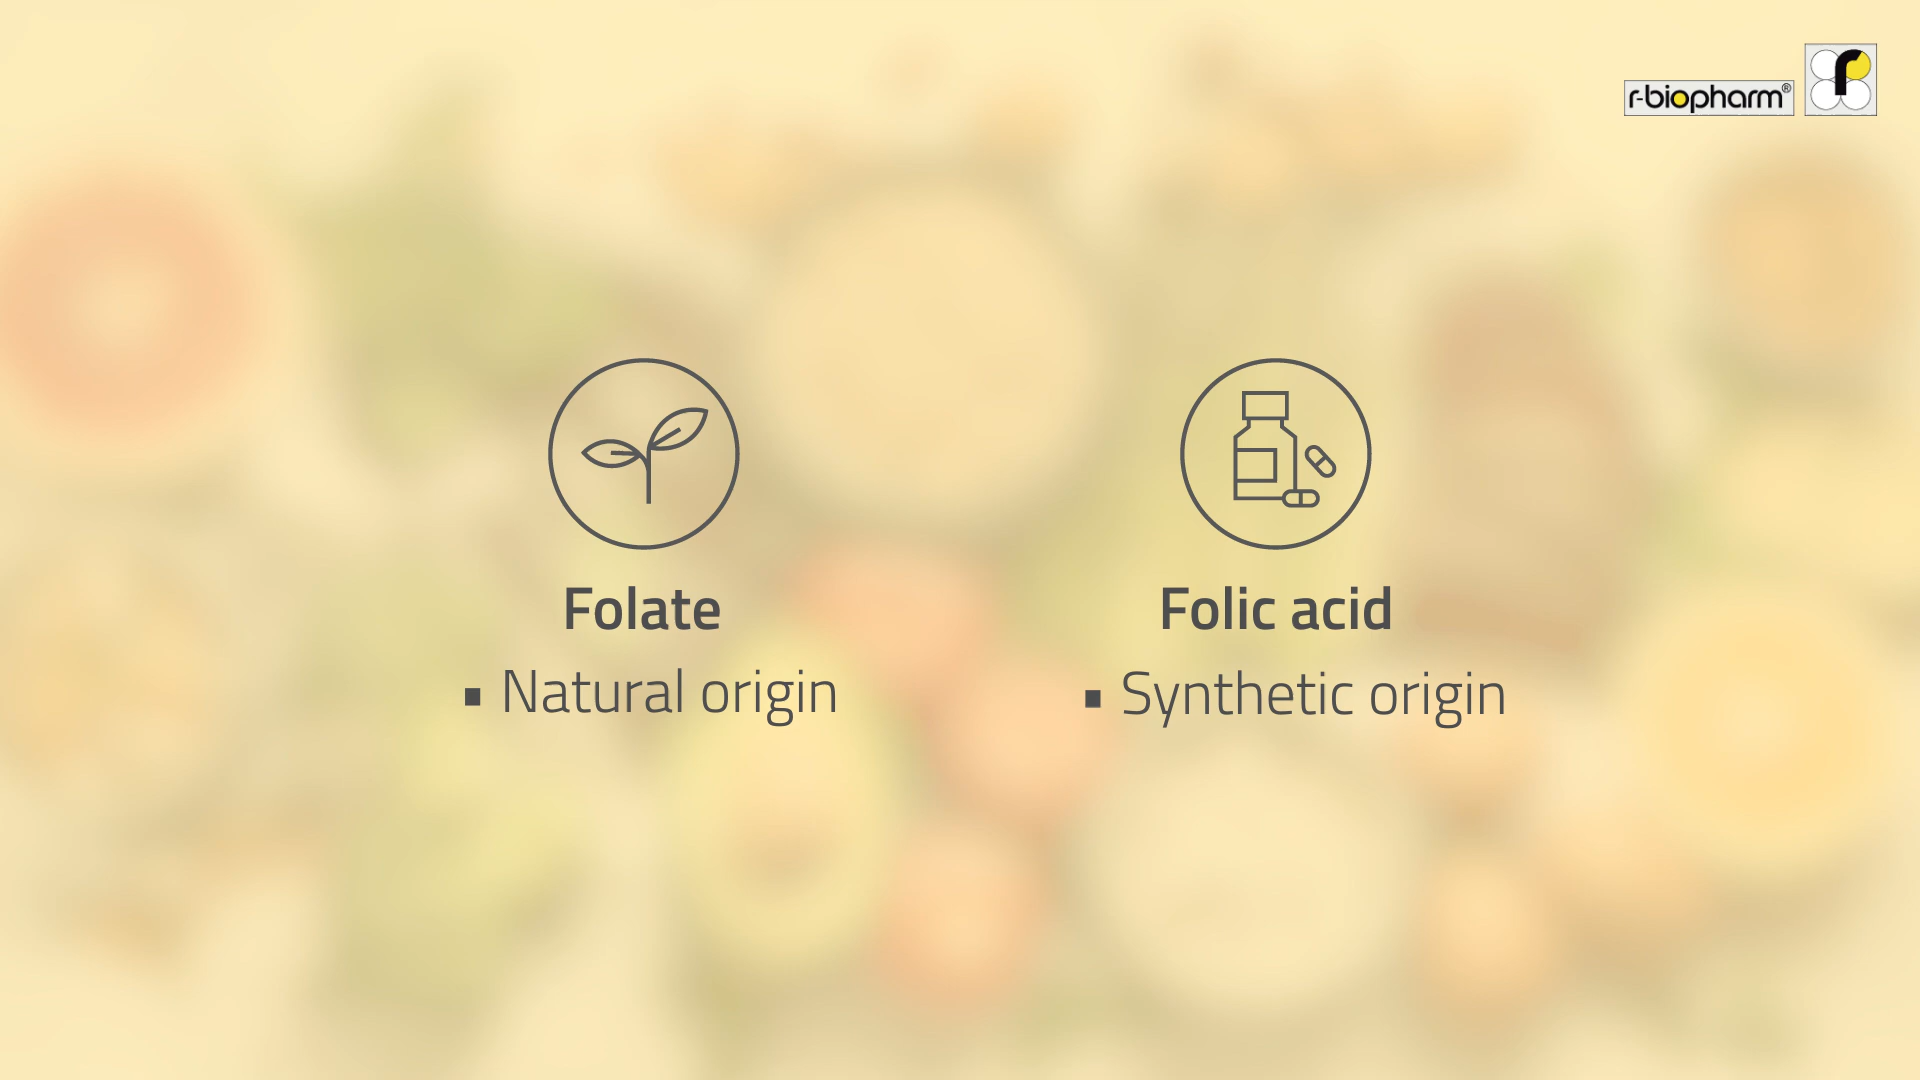 r-biopharm®
r
Folate
Folic acid
▪ Natural origin
▪ Synthetic origin